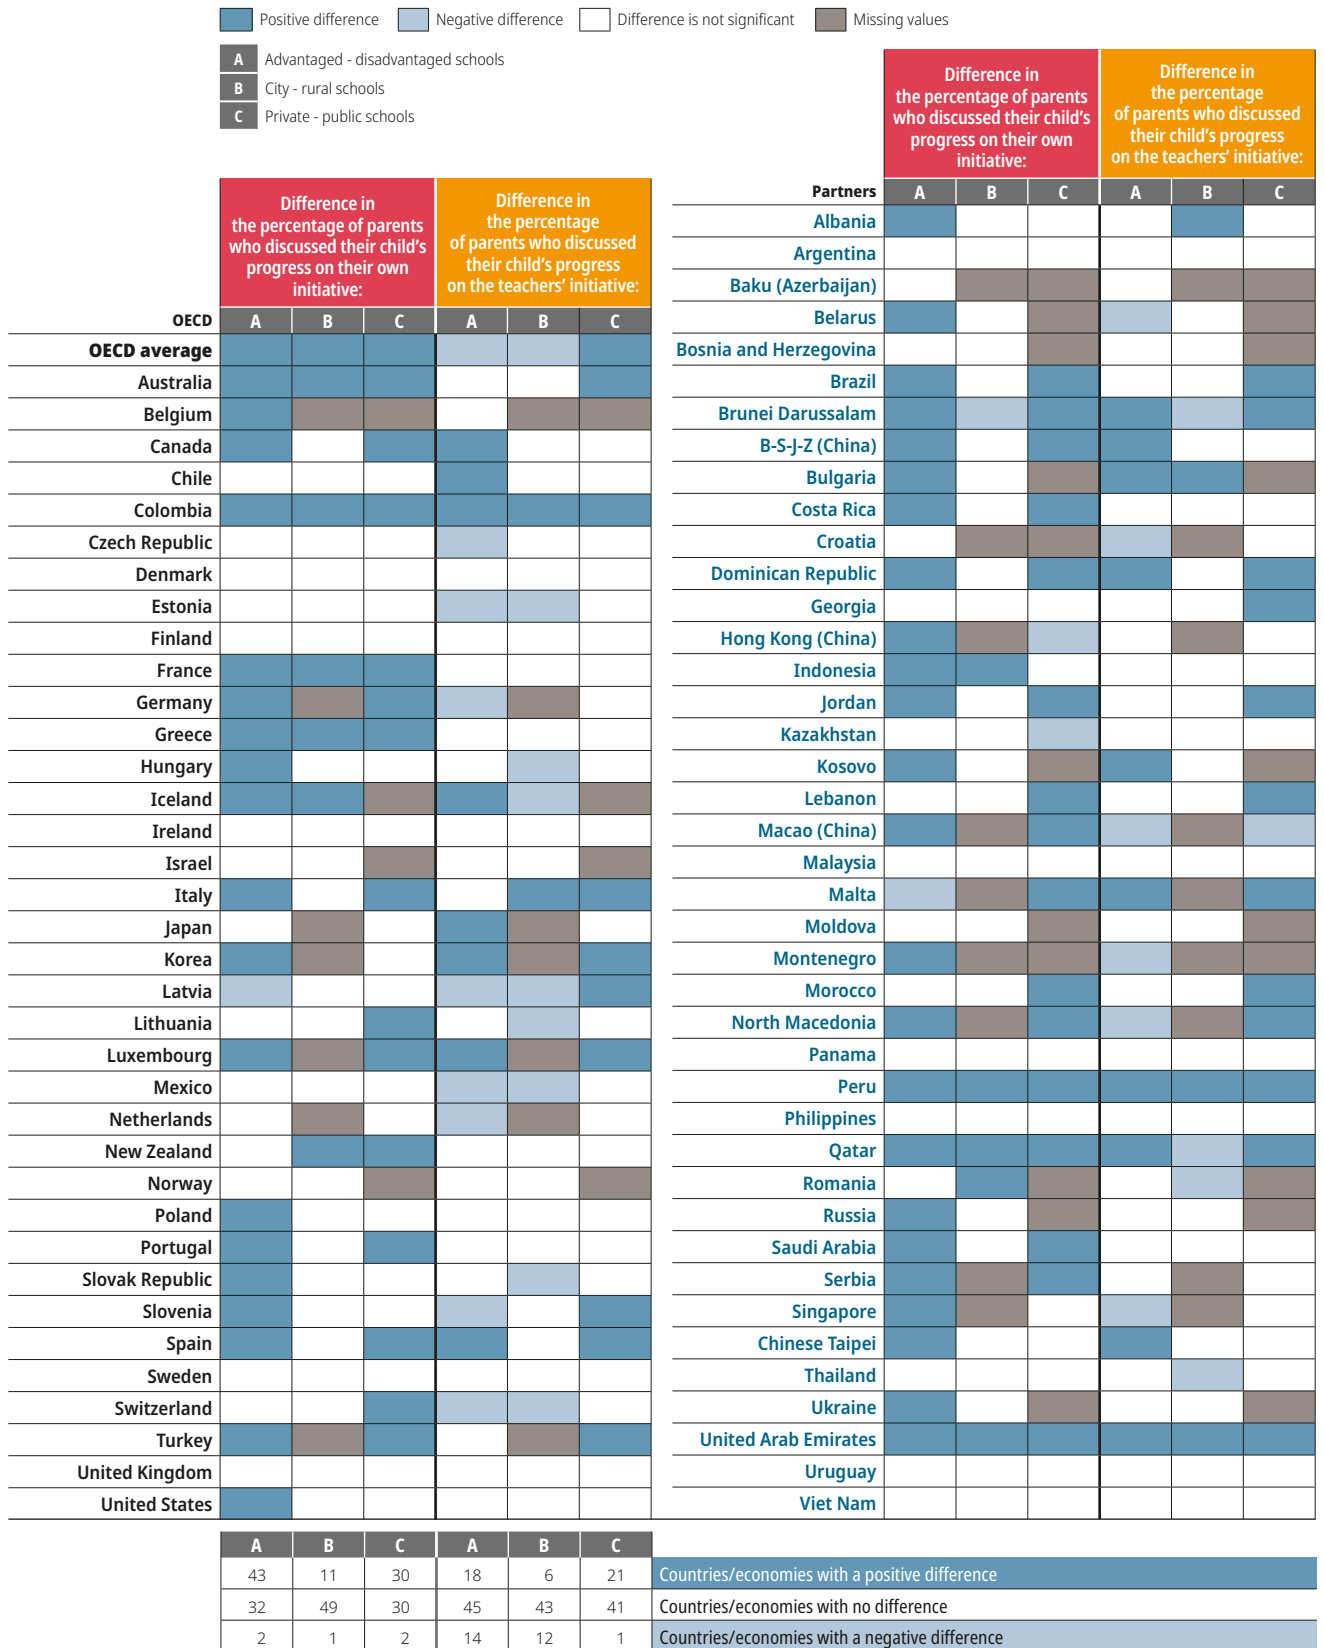 Positive difference Negative difference Difference is not significant Missing values
A Advantaged - disadvantaged schools
B City - rural schools
C Private - public schools
Difference in
the percentage of parents
who discussed their child's
progress on their own
initiative:
Difference in
the percentage
of parents who discussed
their child's progress
on the teachers' initiative:
OECD A B C A B C
OECD average
Australia
Belgium
Canada
Chile
Colombia
Czech Republic
Denmark
Estonia
Finland
France
Germany
Greece
Hungary
Iceland
Ireland
Israel
Italy
Japan
Korea
Latvia
Lithuania
Luxembourg
Mexico
Netherlands
New Zealand
Norway
Poland
Portugal
Slovak Republic
Slovenia
Spain
Sweden
Switzerland
Turkey
United Kingdom
United States
Difference in
the percentage of parents
who discussed their child's
progress on their own
initiative:
Difference in
the percentage
of parents who discussed
their child's progress
on the teachers' initiative:
Partners A B C A B C
Albania
Argentina
Baku (Azerbaijan)
Belarus
Bosnia and Herzegovina
Brazil
Brunei Darussalam
B-S-J-Z (China)
Bulgaria
Costa Rica
Croatia
Dominican Republic
Georgia
Hong Kong (China)
Indonesia
Jordan
Kazakhstan
Kosovo
Lebanon
Macao (China)
Malaysia
Malta
Moldova
Montenegro
Morocco
North Macedonia
Panama
Peru
Philippines
Qatar
Romania
Russia
Saudi Arabia
Serbia
Singapore
Chinese Taipei
Thailand
Ukraine
United Arab Emirates
Uruguay
Viet Nam
A B C A B C
43 11 30 18 6 21 Countries/economies with a positive difference
32 49 30 45 43 41 Countries/economies with no difference
2 1 2 14 12 1 Countries/economies with a negative difference